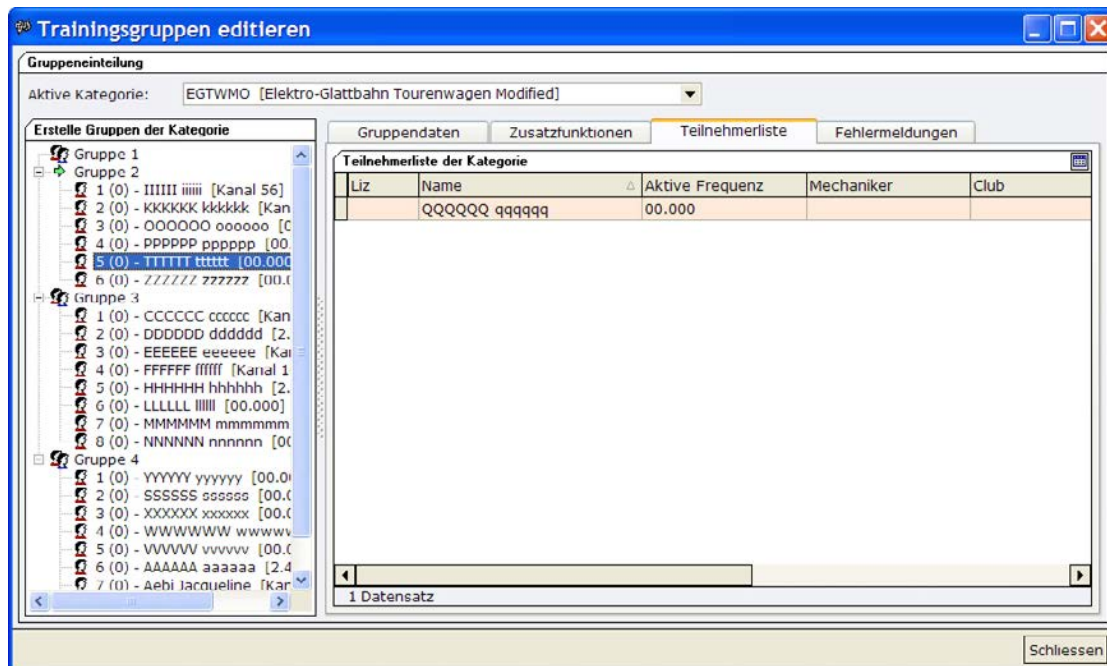 Trainingsgruppen editieren
Gruppeneinteilung
Aktive Kategorie: EGTWMO [Elektro-Glattbahn Tourenwagen Modified]
Erstelle Gruppen der Kategorie
Gruppe 1
Gruppe 2
1 (0) - IIIIII iiiiii [Kanal 56]
2 (0) - KKKKKK kkkkkk [Kan
3 (0) - OOOOOO oooooo [0
4 (0) - PPPPPP pppppp [00.
5 (0) - TTTTTT tttttt [00.000
6 (0) - ZZZZZZ zzzzzz [00.0
Gruppe 3
1 (0) - CCCCCC cccccc [Kan
2 (0) - DDDDDD dddddd [2.
3 (0) - EEEEEE eeeeee [Kan
4 (0) - FFFFFF ffffff [Kanal 1
5 (0) - HHHHHH hhhhhh [2.
6 (0) - LLLLLL llllll [00.000]
7 (0) - MMMMMM mmmmmm
8 (0) - NNNNNN nnnnnn [00
Gruppe 4
1 (0) - YYYYYY yyyyyy [00.00
2 (0) - SSSSSS ssssss [00.0
3 (0) - XXXXXX xxxxxx [00.0
4 (0) - WWWWWW wwwww
5 (0) - VVVVVV vvvvvv [00.0
6 (0) - AAAAAA aaaaaa [2.4
7 (0) - Aebi Jacqueline [Kan
Gruppendaten Zusatzfunktionen Teilnehmerliste Fehlermeldungen
Teilnehmerliste der Kategorie
Liz Name Aktive Frequenz Mechaniker Club
QQQQQQ qqqqqq 00.000
1 Datensatz
Schliessen